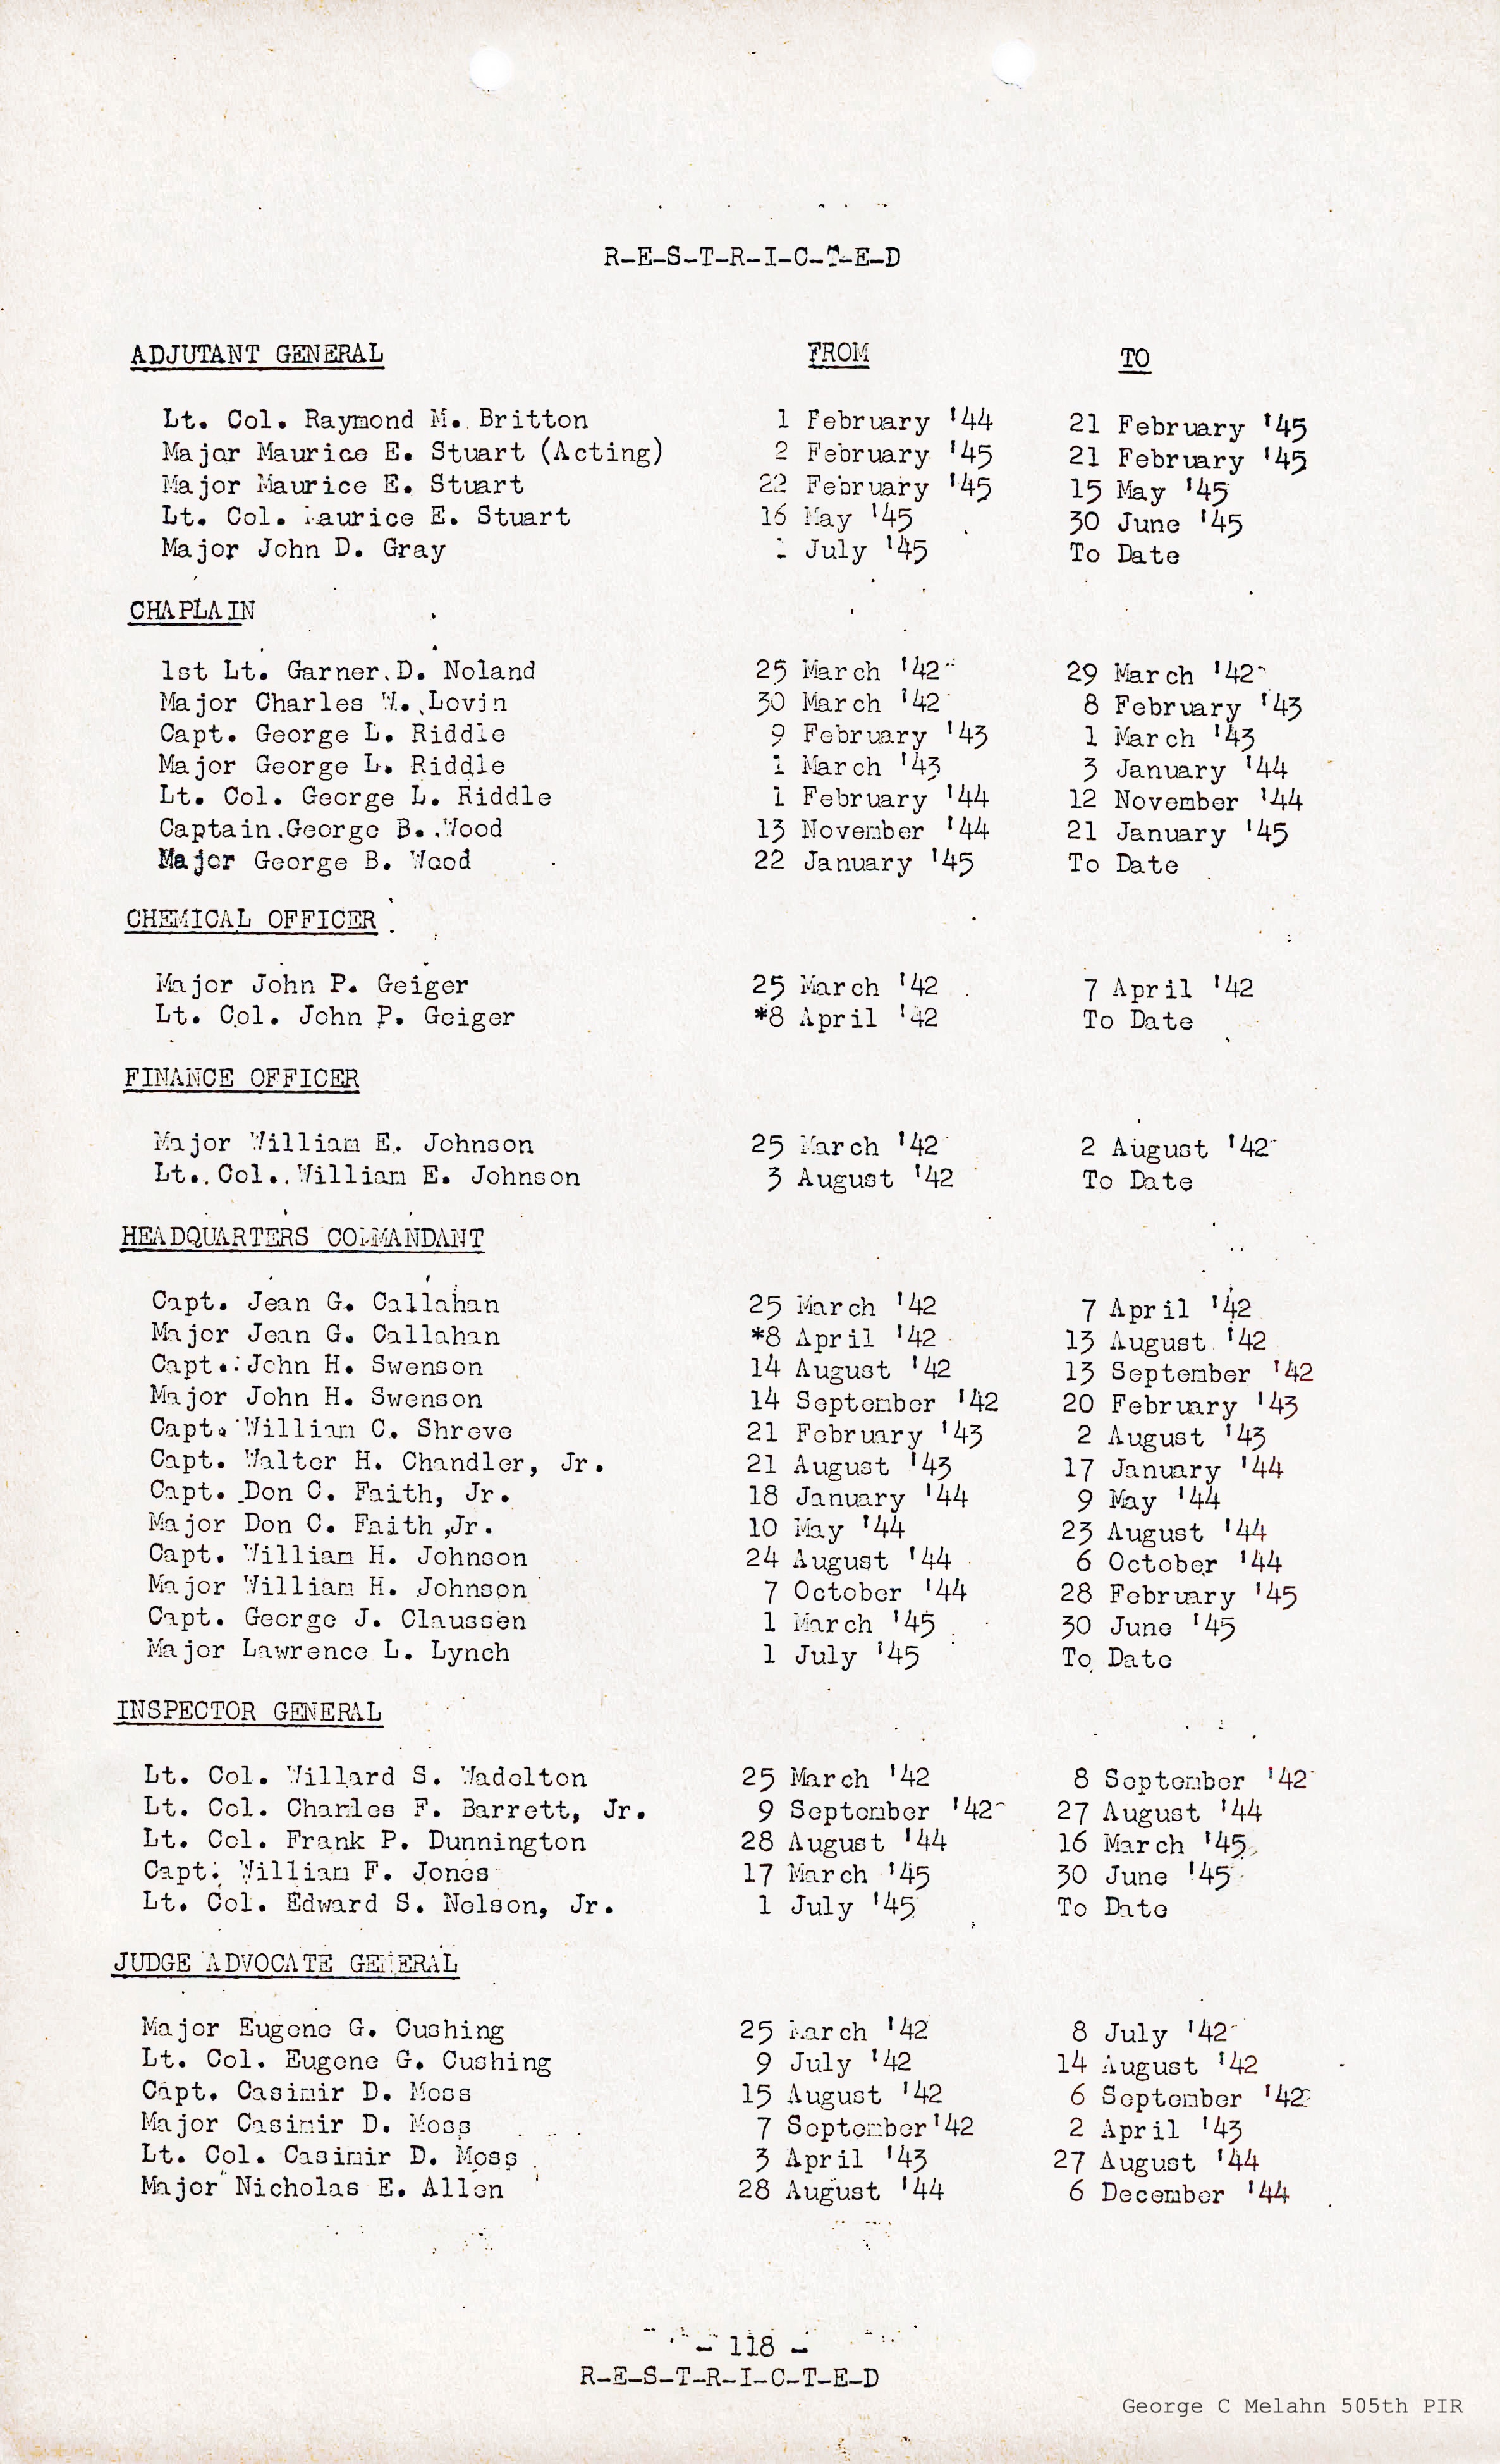 R-E-S-T-R-I-C-T-E-D
ADJUTANT GENERAL FROM TO
Lt. Col. Raymond M. Britton 1 February '44 21 February '45
Major Maurice E. Stuart (Acting) 2 February '45 21 February '45
Major Maurice E. Stuart 22 February '45 15 May '45
Lt. Col. Maurice E. Stuart 16 May '45 30 June '45
Major John D. Gray 1 July '45 To Date
CHAPLAIN
1st Lt. Garner D. Noland 25 March '42 29 March '42
Major Charles W. Lovin 30 March '42 8 February '43
Capt. George L. Riddle 9 February '43 1 March '43
Major George L. Riddle 1 March '43 3 January '44
Lt. Col. George L. Riddle 1 February '44 12 November '44
Captain George B. Wood 13 November '44 21 January '45
Major George B. Wood 22 January '45 To Date
CHEMICAL OFFICER
Major John P. Geiger 25 March '42 7 April '42
Lt. Col. John P. Geiger *8 April '42 To Date
FINANCE OFFICER
Major William E. Johnson 25 March '42 2 August '42
Lt. Col. William E. Johnson 3 August '42 To Date
HEADQUARTERS COMMANDANT
Capt. Jean G. Callahan 25 March '42 7 April '42
Major Jean G. Callahan *8 April '42 13 August '42
Capt. John H. Swenson 14 August '42 13 September '42
Major John H. Swenson 14 September '42 20 February '43
Capt. William C. Shreve 21 February '43 2 August '43
Capt. Walter H. Chandler, Jr. 21 August '43 17 January '44
Capt. Don C. Faith, Jr. 18 January '44 9 May '44
Major Don C. Faith ,Jr. 10 May '44 23 August '44
Capt. William H. Johnson 24 August '44 6 October '44
Major William H. Johnson 7 October '44 28 February '45
Capt. George J. Claussen 1 March '45 30 June '45
Major Lawrence L. Lynch 1 July '45 To Date
INSPECTOR GENERAL
Lt. Col. Willard S. Wadelton 25 March '42 8 September '42
Lt. Col. Charles F. Barrett, Jr. 9 September '42 27 August '44
Lt. Col. Frank P. Dunnington 28 August '44 16 March '45
Capt. William F. Jones 17 March '45 30 June '45
Lt. Col. Edward S. Nelson, Jr. 1 July '45 To Date
JUDGE ADVOCATE GENERAL
Major Eugene G. Cushing 25 March '42 8 July '42
Lt. Col. Eugene G. Cushing 9 July '42 14 August '42
Capt. Casimir D. Moss 15 August '42 6 September '42
Major Casimir D. Moss 7 September '42 2 April '43
Lt. Col. Casimir D. Moss 3 April '43 27 August '44
Major Nicholas E. Allen 28 August '44 6 December '44
- 118 -
R-E-S-T-R-I-C-T-E-D
George C Melahn 505th PIR